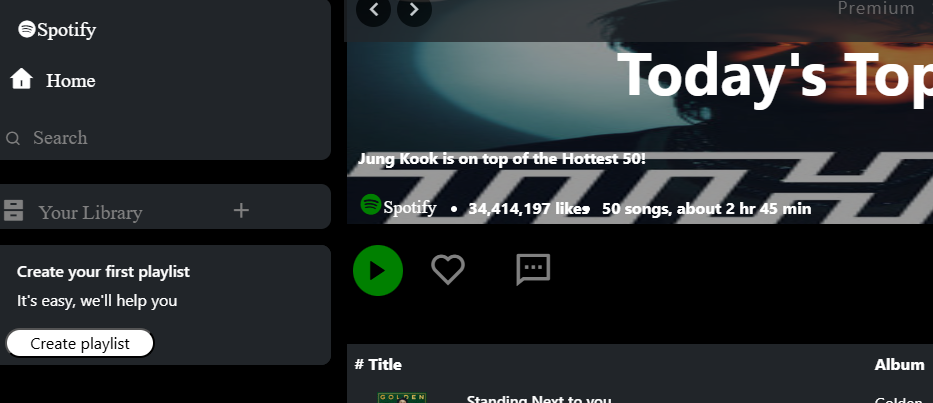 Spotify
Home
Search
Your Library
Create your first playlist
It's easy, we'll help you
Create playlist
Premium
Today's Top
Jung Kook is on top of the Hottest 50!
Spotify • 34,414,197 likes • 50 songs, about 2 hr 45 min
# Title Album
GOLDEN
Standing Next to you
Golden